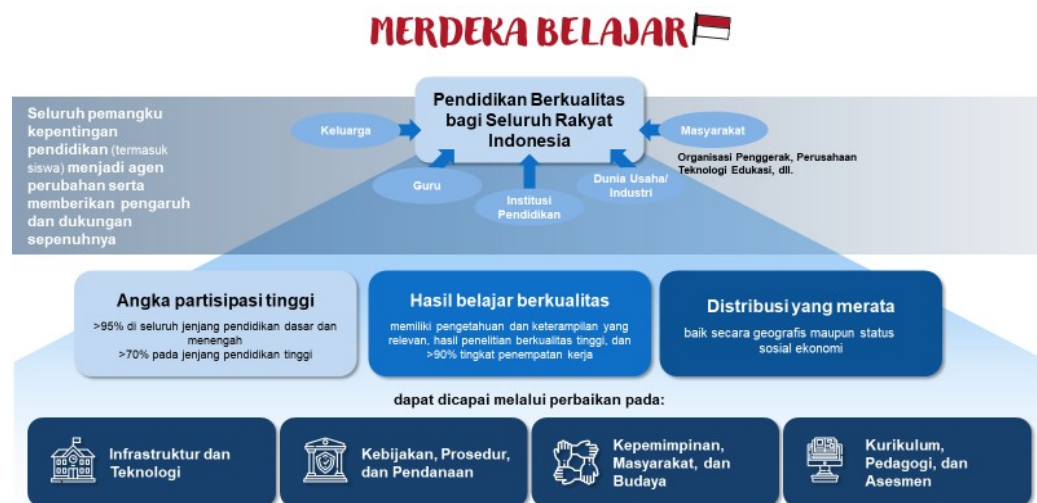 MERDEKA BELAJAR
Pendidikan Berkualitas
bagi Seluruh Rakyat
Indonesia
Seluruh pemangku
kepentingan
pendidikan (termasuk
siswa) menjadi agen
perubahan serta
memberikan pengaruh
dan dukungan
sepenuhnya
Keluarga
Guru
Institusi
Pendidikan
Dunia Usaha/
Industri
Masyarakat
Organisasi Penggerak, Perusahaan
Teknologi Edukasi, dll.
Angka partisipasi tinggi
>95% di seluruh jenjang pendidikan dasar dan
menengah
>70% pada jenjang pendidikan tinggi
Hasil belajar berkualitas
memiliki pengetahuan dan keterampilan yang
relevan, hasil penelitian berkualitas tinggi, dan
>90% tingkat penempatan kerja
Distribusi yang merata
baik secara geografis maupun status
sosial ekonomi
dapat dicapai melalui perbaikan pada:
Infrastruktur dan
Teknologi
Kebijakan, Prosedur,
dan Pendanaan
Kepemimpinan,
Masyarakat, dan
Budaya
Kurikulum,
Pedagogi, dan
Asesmen